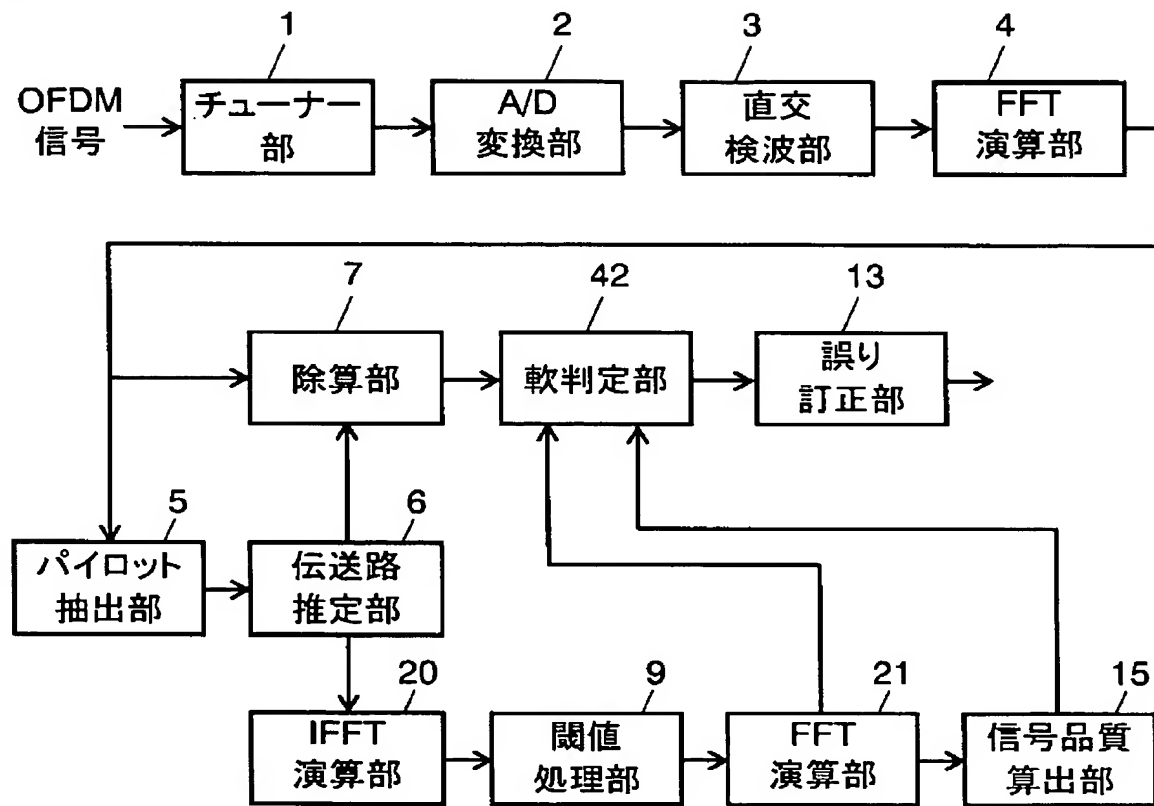 1
2
3
4
OFDM
信号
チューナー
部
A/D
変換部
直交
検波部
FFT
演算部
7
42
13
除算部
軟判定部
誤り
訂正部
5
6
パイロット
抽出部
伝送路
推定部
20
9
21
15
IFFT
演算部
閾値
処理部
FFT
演算部
信号品質
算出部